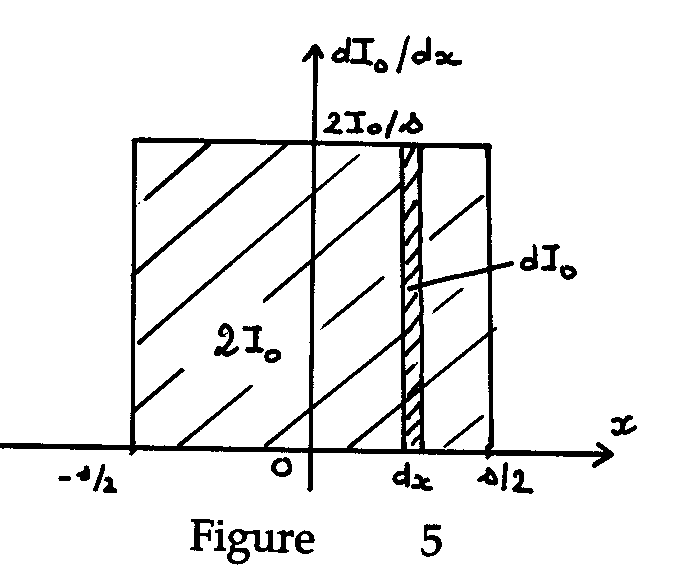 dI₀/dx
2I₀/s
dI₀
2I₀
x
-s/2 0 dx s/2
Figure 5